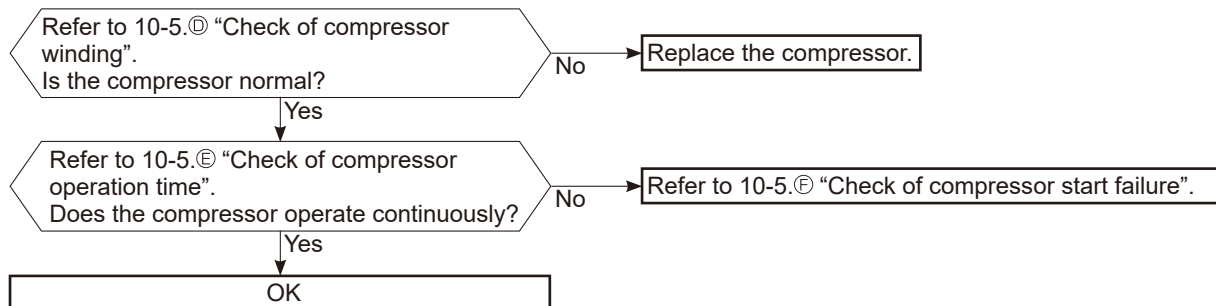 Refer to 10-5.Ⓓ “Check of compressor
winding”.
Is the compressor normal?
No
Replace the compressor.
Yes
Refer to 10-5.Ⓔ “Check of compressor
operation time”.
Does the compressor operate continuously?
No
Refer to 10-5.Ⓕ “Check of compressor start failure”.
Yes
OK